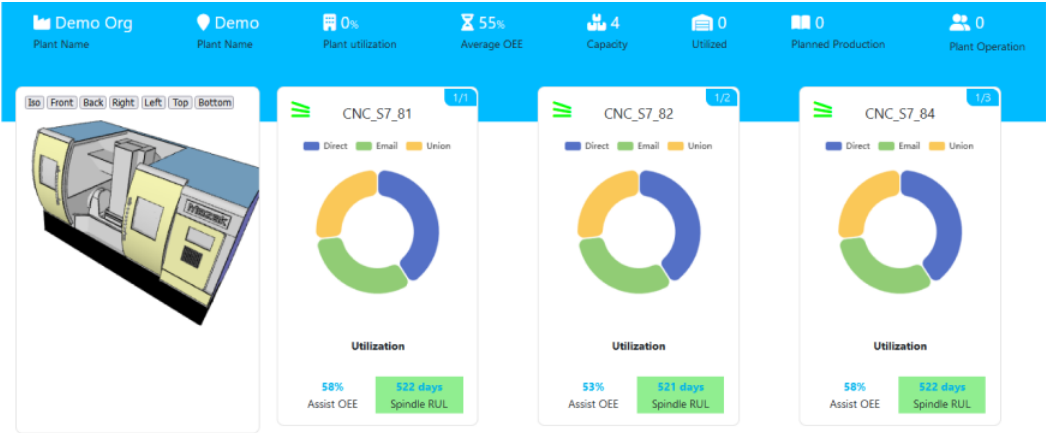 Demo Org
Plant Name
Demo
Plant Name
0%
Plant utilization
55%
Average OEE
4
Capacity
0
Utilized
0
Planned Production
0
Plant Operation
Iso Front Back Right Left Top Bottom
1/1
CNC_S7_81
Direct Email Union
Utilization
58%
Assist OEE
522 days
Spindle RUL
1/2
CNC_S7_82
Direct Email Union
Utilization
53%
Assist OEE
521 days
Spindle RUL
1/3
CNC_S7_84
Direct Email Union
Utilization
58%
Assist OEE
522 days
Spindle RUL